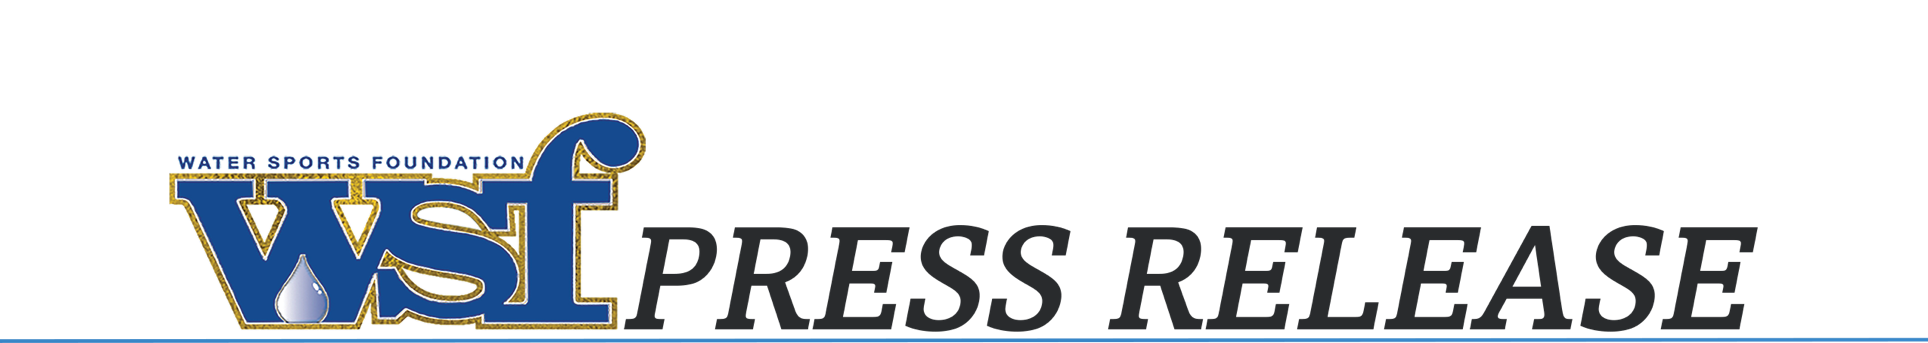 WATER SPORTS FOUNDATION
wsf
PRESS RELEASE